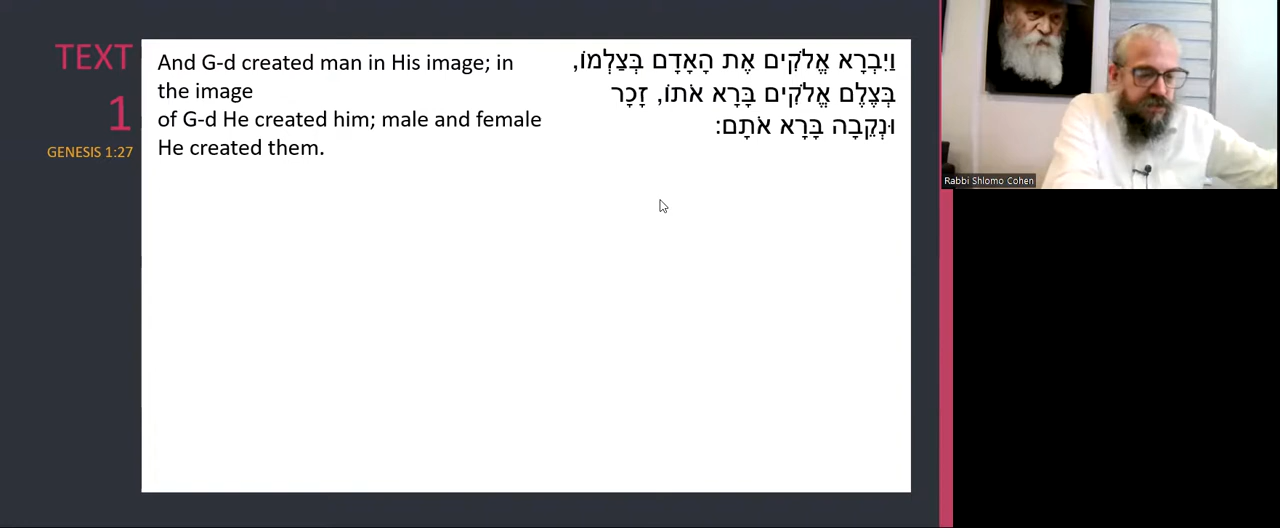 TEXT
1
GENESIS 1:27
And G-d created man in His image; in
the image
of G-d He created him; male and female
He created them.
וַיִּבְרָא אֱלֹקִים אֶת הָאָדָם בְּצַלְמוֹ,
בְּצֶלֶם אֱלֹקִים בָּרָא אֹתוֹ, זָכָר
וּנְקֵבָה בָּרָא אֹתָם:
Rabbi Shlomo Cohen